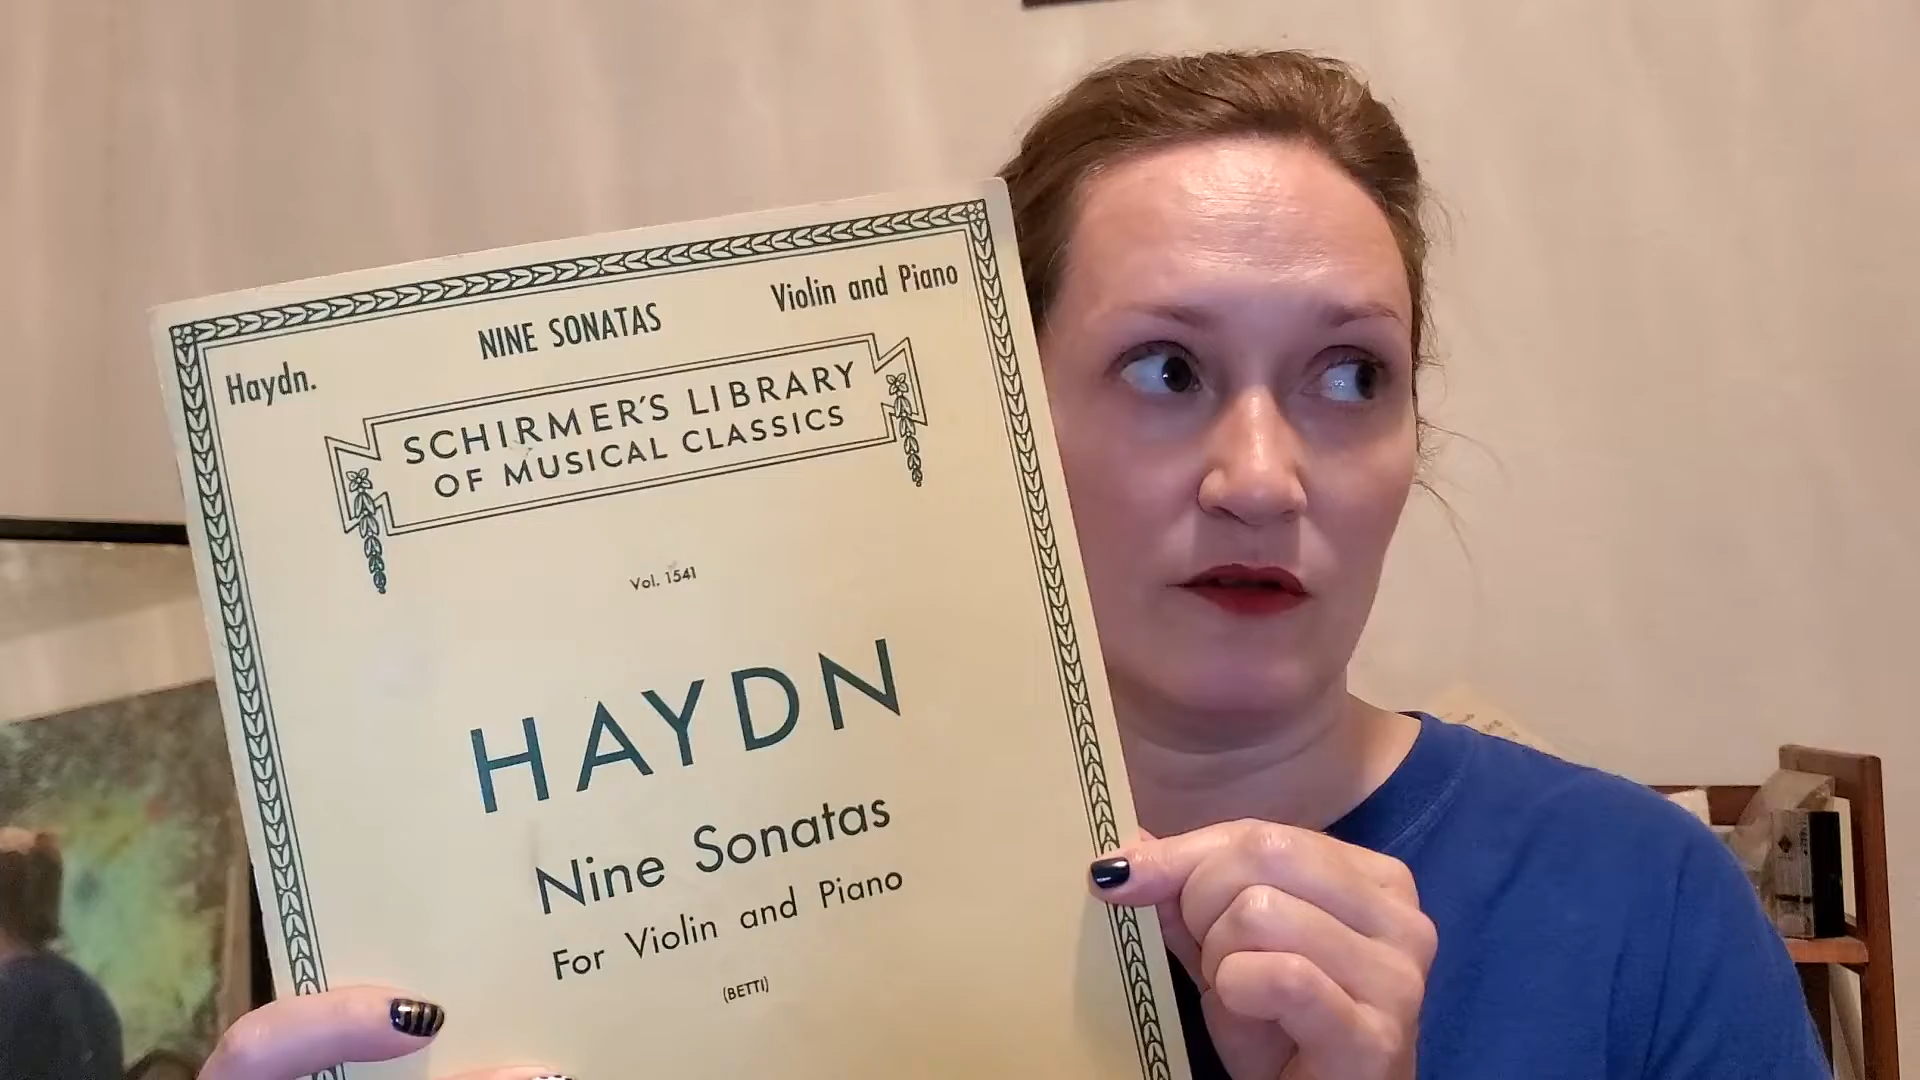 Haydn.
NINE SONATAS
Violin and Piano
SCHIRMER'S LIBRARY
OF MUSICAL CLASSICS
Vol. 1541
HAYDN
Nine Sonatas
For Violin and Piano
(BETTI)